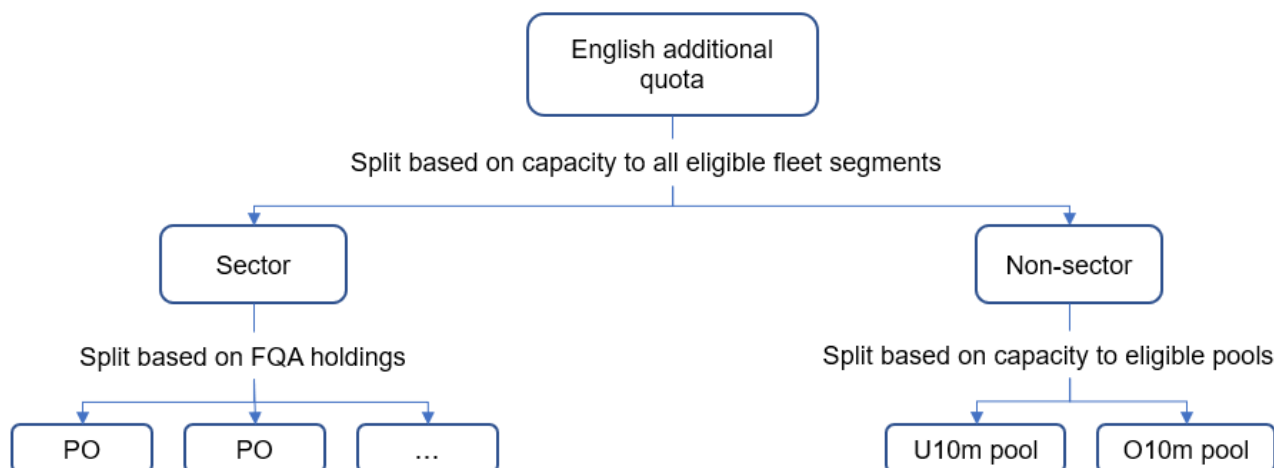 English additional
quota
Split based on capacity to all eligible fleet segments
Sector
Non-sector
Split based on FQA holdings
Split based on capacity to eligible pools
PO
PO
...
U10m pool
O10m pool